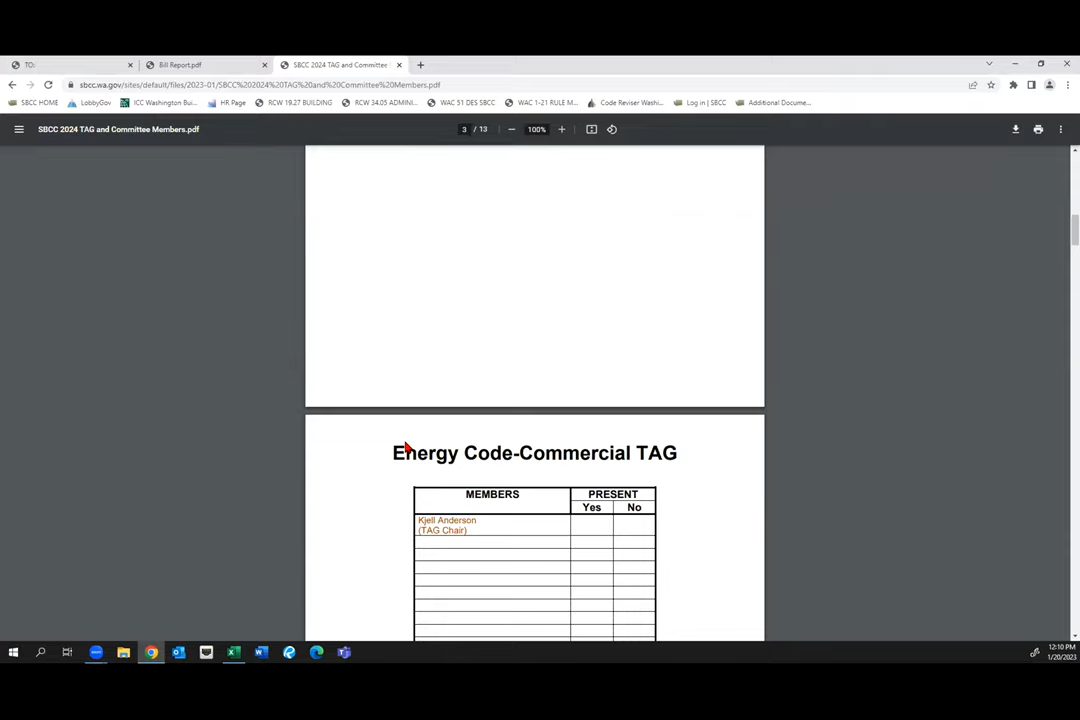 TO:
Bill Report.pdf
SBCC 2024 TAG and Committee
sbcc.wa.gov/sites/default/files/2023-01/SBCC%202024%20TAG%20and%20Committee%20Members.pdf
SBCC HOME
LobbyGov
ICC Washington Bui...
HR Page
RCW 19.27 BUILDING
RCW 34.05 ADMINI...
WAC 51 DES SBCC
WAC 1-21 RULE M...
Code Reviser Washi...
Log in | SBCC
Additional Docume...
SBCC 2024 TAG and Committee Members.pdf
3 / 13
100%
Energy Code-Commercial TAG
MEMBERS
PRESENT
Yes
No
Kjell Anderson
(TAG Chair)
12:10 PM
1/20/2023